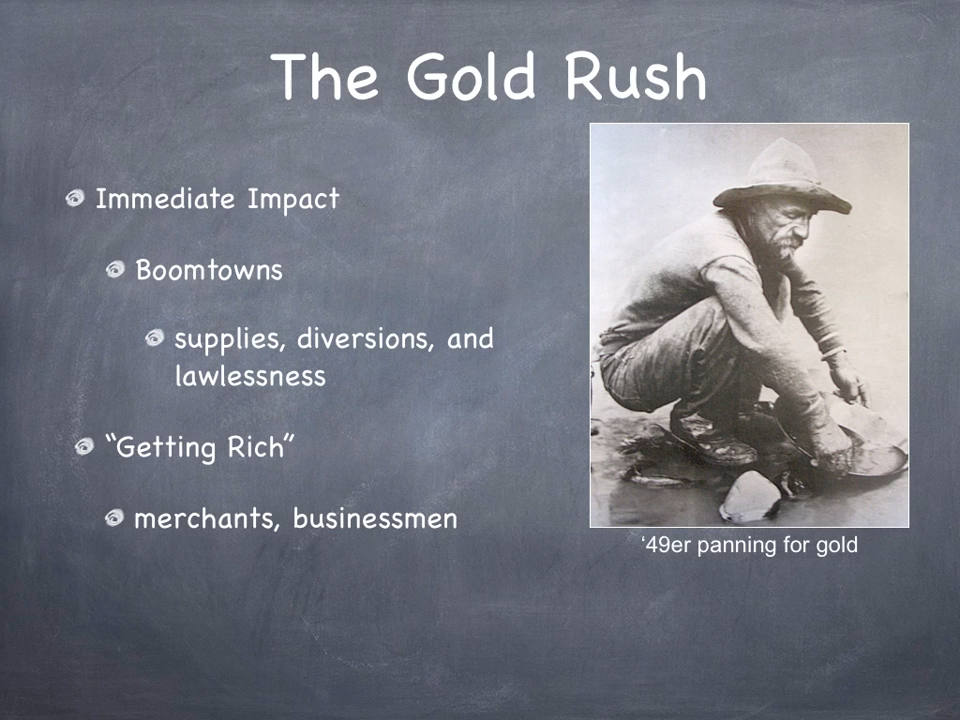 The Gold Rush
Immediate Impact
Boomtowns
supplies, diversions, and
lawlessness
“Getting Rich”
merchants, businessmen
‘49er panning for gold